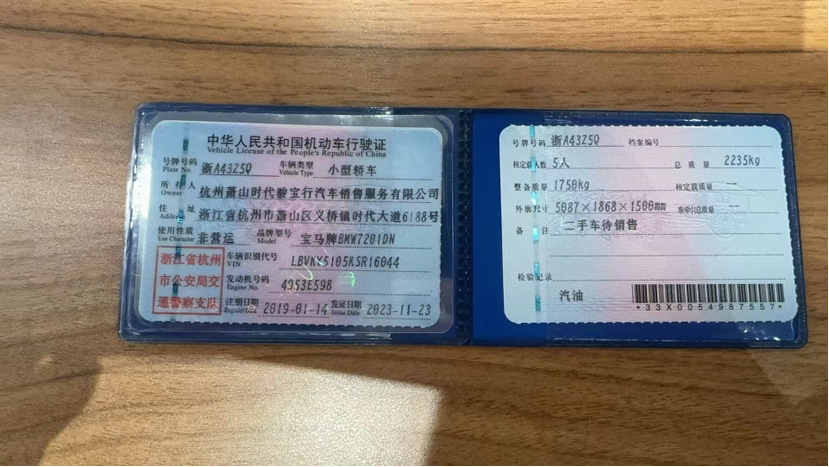 中华人民共和国机动车行驶证
Vehicle License of the People's Republic of China
号牌号码 浙A43Z5Q 车辆类型 小型轿车
Plate No. Vehicle Type
所有人 杭州萧山时代骏宝行汽车销售服务有限公司
Owner
住址 浙江省杭州市萧山区义桥镇时代大道6188号
Address
使用性质 非营运 品牌型号 宝马牌BMW7201DN
Use Character Model
浙江省杭州
市公安局交
通警察支队
车辆识别代号
VIN
发动机号码 4053E598
Engine No.
注册日期 2019-01-14 发证日期 2023-11-23
Register Date Issue Date
号牌号码 浙A43Z5Q 档案编号
核定载人数 5人 总质量 2235kg
整备质量 1750kg 核定载质量 --
外廓尺寸 5087×1868×1500mm 准牵引总质量 --
备注 二手车待销售
检验记录
汽油
*33X0054987557*